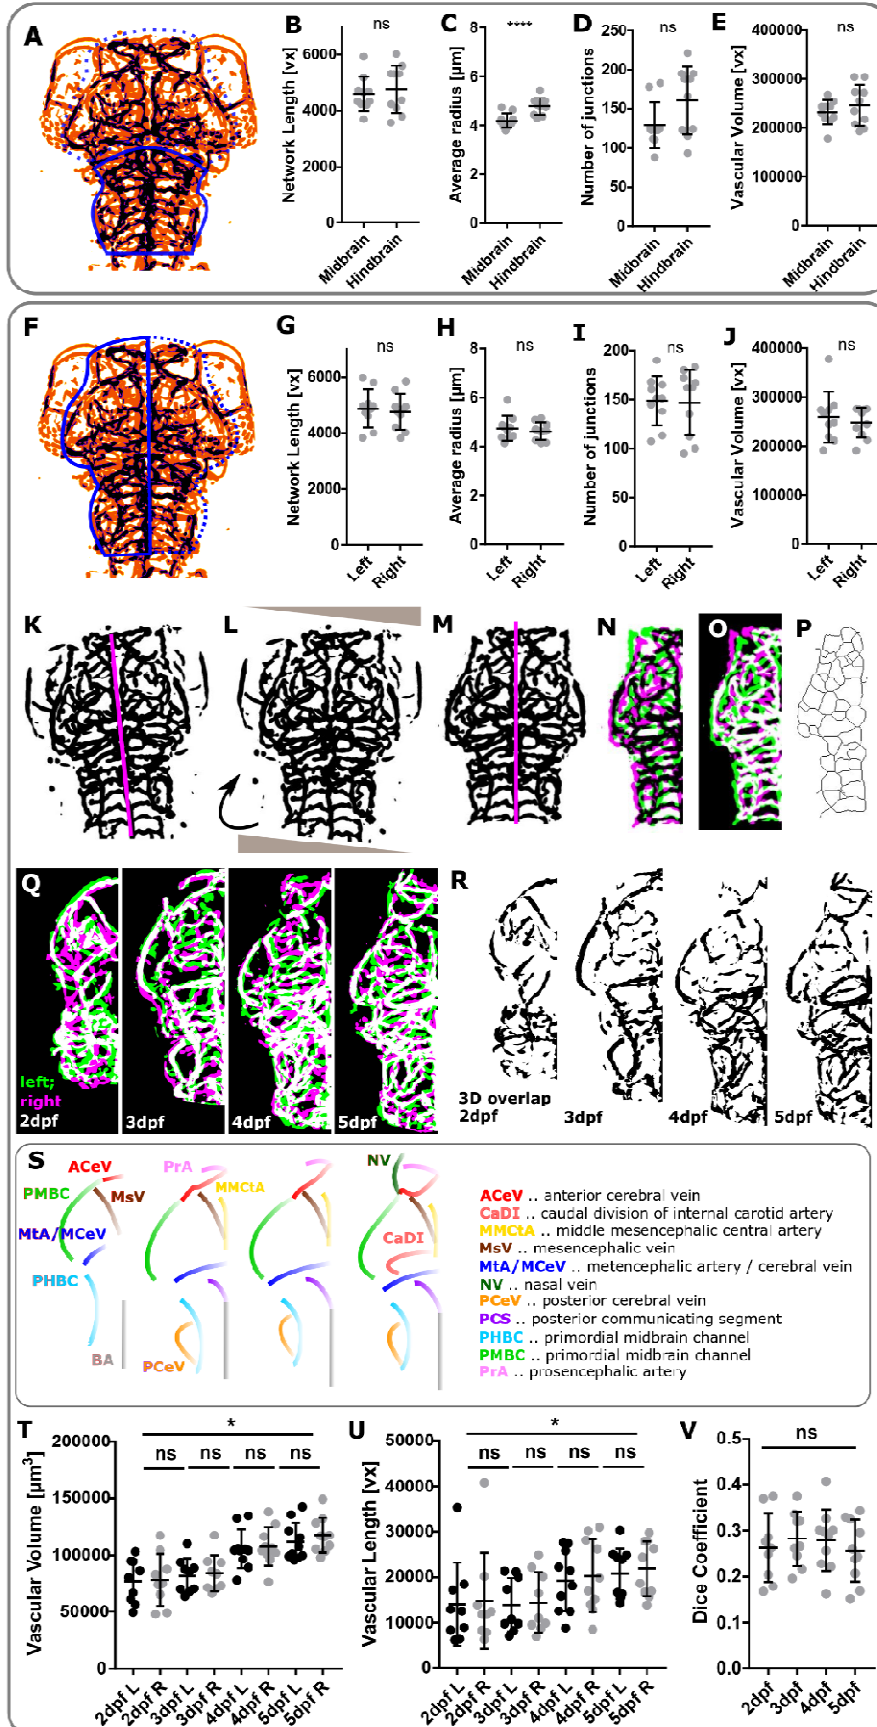 A
B
ns
Network Length [vx]
6000
4000
2000
0
Midbrain
Hindbrain
C
****
Average radius [µm]
6
4
2
0
Midbrain
Hindbrain
D
ns
Number of junctions
250
200
150
100
50
0
Midbrain
Hindbrain
E
ns
Vascular Volume [vx]
400000
300000
200000
100000
0
Midbrain
Hindbrain
F
G
ns
Network Length [vx]
6000
4000
2000
0
Left
Right
H
ns
Average radius [µm]
8
6
4
2
0
Left
Right
I
ns
Number of junctions
200
150
100
50
0
Left
Right
J
ns
Vascular Volume [vx]
400000
300000
200000
100000
0
Left
Right
K
L
M
N
O
P
Q
left;
right
2dpf
3dpf
4dpf
5dpf
R
3D overlap
2dpf
3dpf
4dpf
5dpf
S
ACeV
PMBC
MsV
MtA/MCeV
PHBC
BA
PrA
MMCtA
PCeV
NV
CaDI
ACeV .. anterior cerebral vein
CaDI .. caudal division of internal carotid artery
MMCtA .. middle mesencephalic central artery
MsV .. mesencephalic vein
MtA/MCeV .. metencephalic artery / cerebral vein
NV .. nasal vein
PCeV .. posterior cerebral vein
PCS .. posterior communicating segment
PHBC .. primordial midbrain channel
PMBC .. primordial midbrain channel
PrA .. prosencephalic artery
T
*
ns ns ns ns
Vascular Volume [µm³]
200000
150000
100000
50000
0
2dpf L
2dpf R
3dpf L
3dpf R
4dpf L
4dpf R
5dpf L
5dpf R
U
*
ns ns ns ns
Vascular Length [vx]
50000
40000
30000
20000
10000
0
2dpf L
2dpf R
3dpf L
3dpf R
4dpf L
4dpf R
5dpf L
5dpf R
V
ns
Dice Coefficient
0.5
0.4
0.3
0.2
0.1
0.0
2dpf
3dpf
4dpf
5dpf